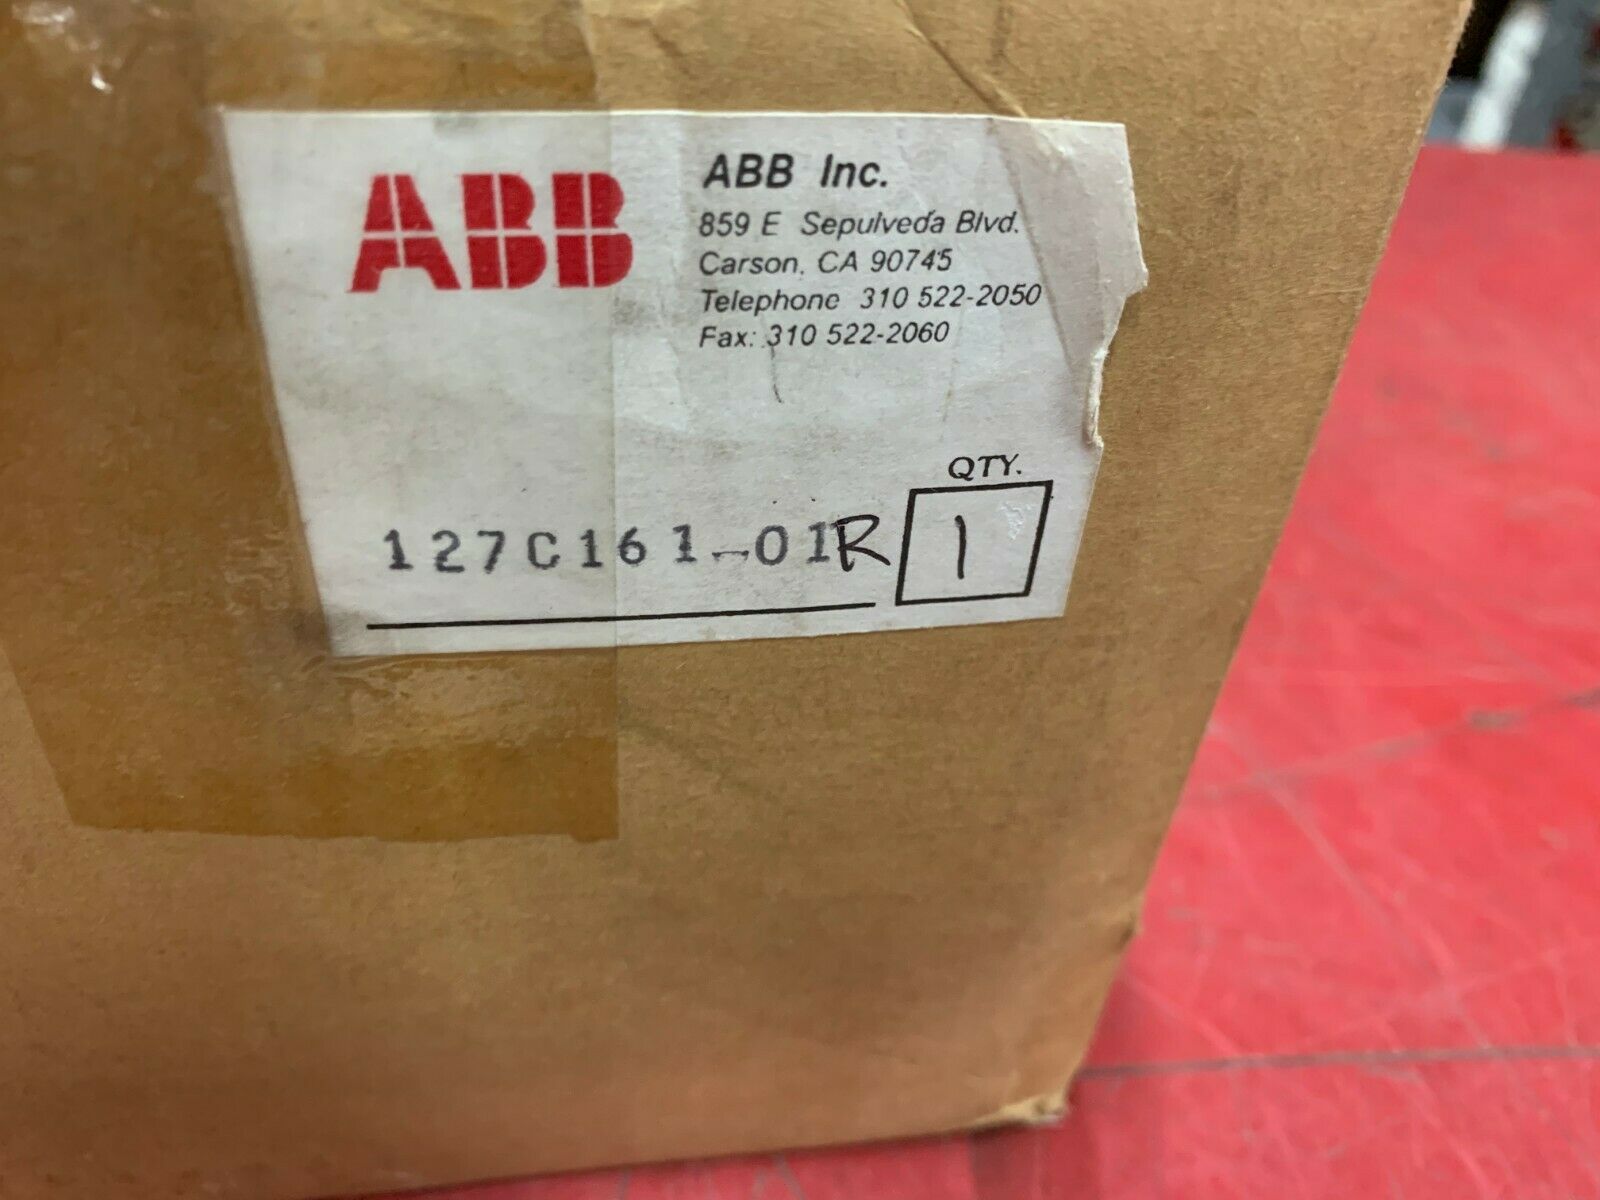 ABB
ABB Inc.
859 E Sepulveda Blvd.
Carson, CA 90745
Telephone 310 522-2050
Fax: 310 522-2060
QTY.
127C161-01R
1